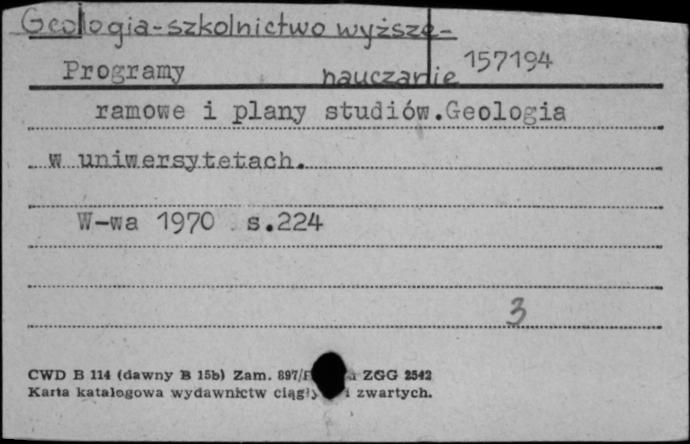 Geologia-szkolnictwo wyższe-
157194
Programy nauczanie
ramowe i plany studiów.Geologia
w uniwersytetach.
W-wa 1970 s.224
3
CWD B 114 (dawny B 15b) Zam. 897/ ZGG 2542
Karta katalogowa wydawnictw i zwartych.